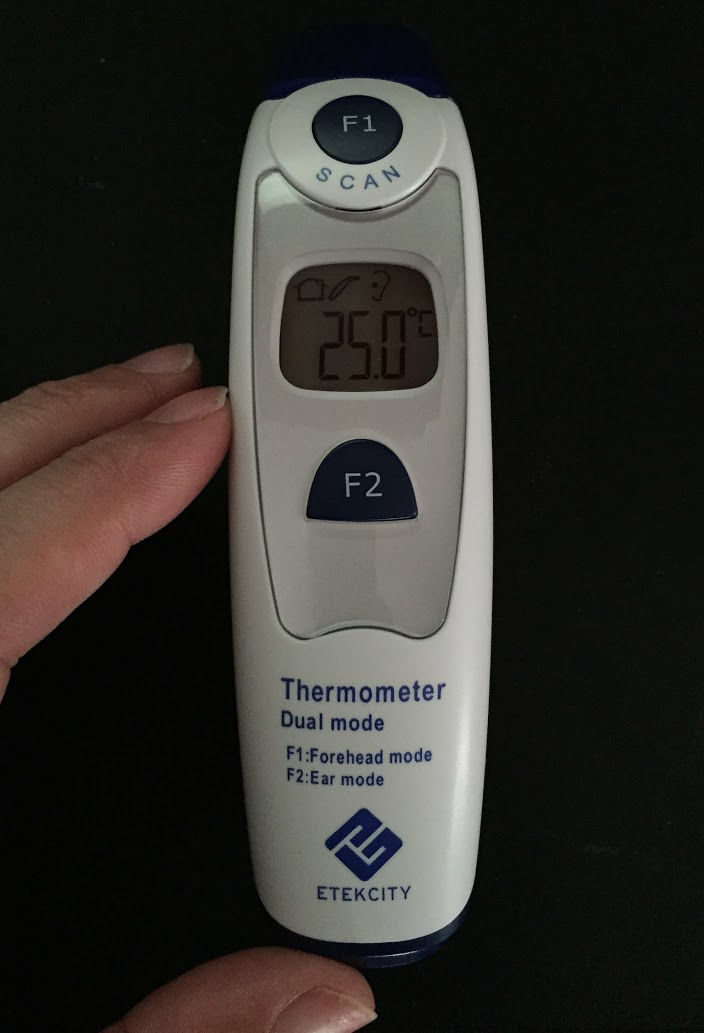 F1
SCAN
25.0°C
F2
Thermometer
Dual mode
F1:Forehead mode
F2:Ear mode
ETEKCITY